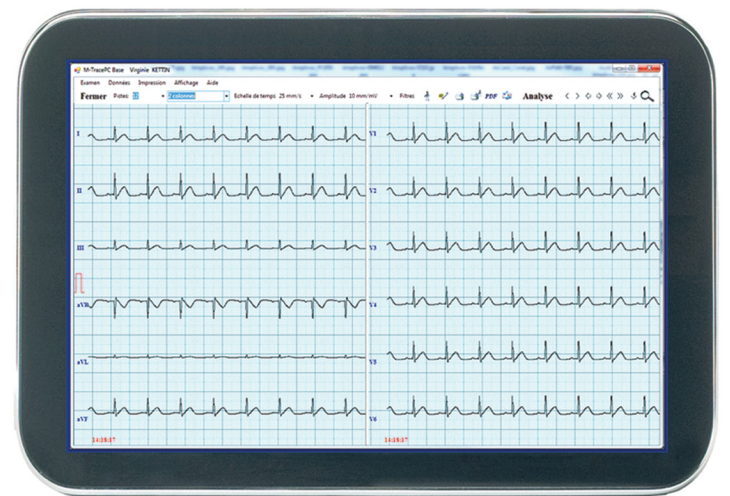 M-TracePC Base Virginie KETTIN
Examen Données Impression Affichage Aide
Fermer Pistes 12 2 colonnes Echelle de temps 25 mm/s Amplitude 10 mm/mV Filtres PDF Analyse
I V1
II V2
III V3
aVR V4
aVL V5
aVF V6
14:18:17 14:18:17